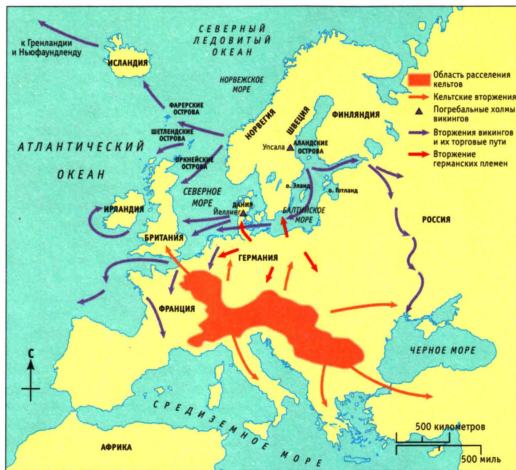 СЕВЕРНЫЙ
ЛЕДОВИТЫЙ
ОКЕАН
к Гренландии
и Ньюфаундленду
ИСЛАНДИЯ
НОРВЕЖСКОЕ
МОРЕ
ФАРЕРСКИЕ
ОСТРОВА
ШЕТЛЕНДСКИЕ
ОСТРОВА
ОРКНЕЙСКИЕ
ОСТРОВА
НОРВЕГИЯ
ШВЕЦИЯ
ФИНЛЯНДИЯ
Упсала
АЛАНДСКИЕ
ОСТРОВА
Область расселения
кельтов
Кельтские вторжения
Погребальные холмы
викингов
Вторжения викингов
и их торговые пути
Вторжение
германских племен
АТЛАНТИЧЕСКИЙ
ОКЕАН
СЕВЕРНОЕ
МОРЕ
о. Эланд
о. Готланд
ДАНИЯ
Йеллинг
БАЛТИЙСКОЕ
МОРЕ
ИРЛАНДИЯ
БРИТАНИЯ
РОССИЯ
ГЕРМАНИЯ
ФРАНЦИЯ
ЧЕРНОЕ МОРЕ
С
СРЕДИЗЕМНОЕ МОРЕ
АФРИКА
500 километров
500 миль